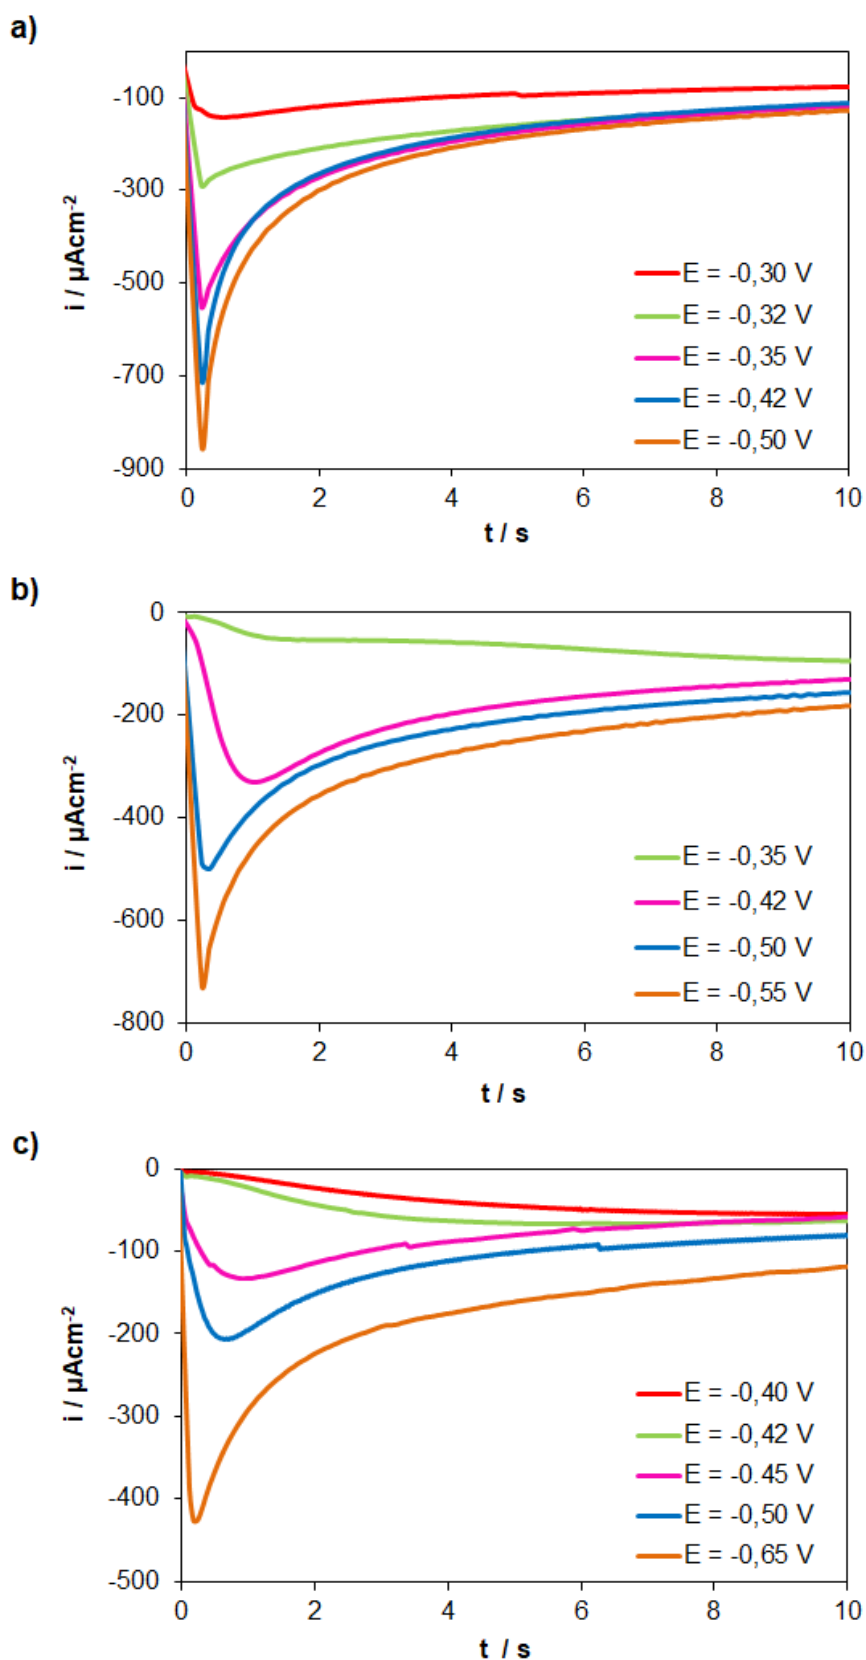 a)
-100
-300
-500
-700
-900
i / µAcm-2
0 2 4 6 8 10
t / s
E = -0,30 V
E = -0,32 V
E = -0,35 V
E = -0,42 V
E = -0,50 V
b)
0
-200
-400
-600
-800
i / µAcm-2
0 2 4 6 8 10
t / s
E = -0,35 V
E = -0,42 V
E = -0,50 V
E = -0,55 V
c)
0
-100
-200
-300
-400
-500
i / µAcm-2
0 2 4 6 8 10
t / s
E = -0,40 V
E = -0,42 V
E = -0.45 V
E = -0,50 V
E = -0,65 V